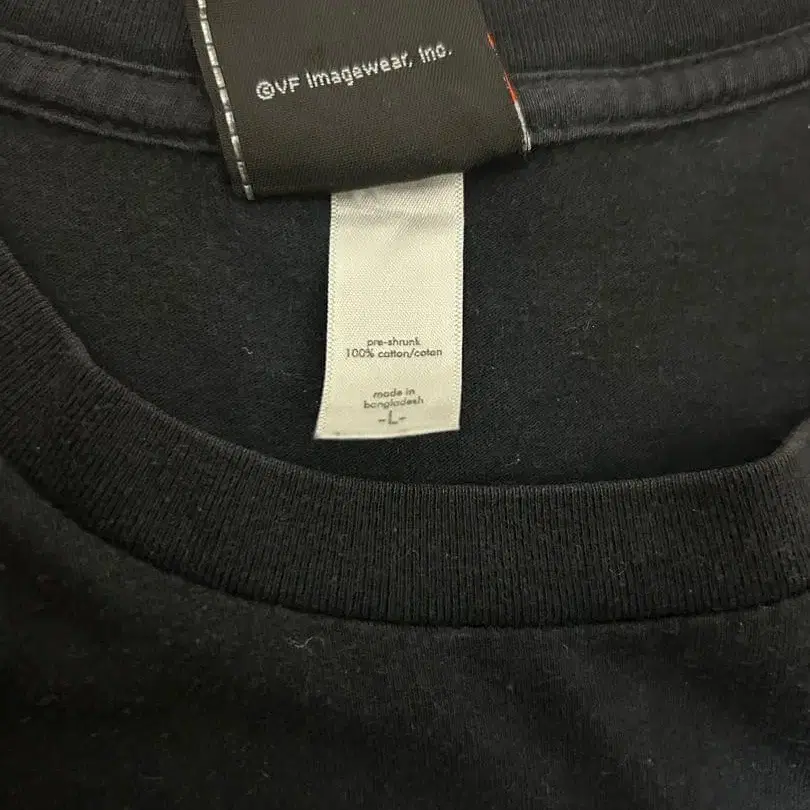 ©VF Imagewear, Inc.
pre-shrunk
100% cotton/coton
made in
bangladesh
-L-